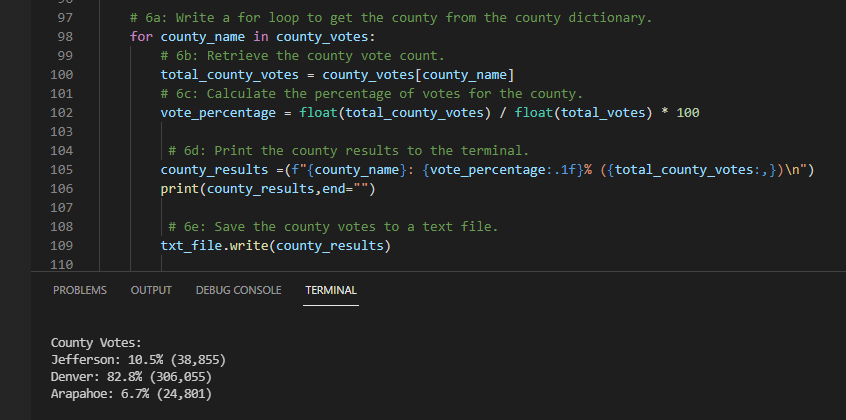 97 # 6a: Write a for loop to get the county from the county dictionary.
98 for county_name in county_votes:
99 # 6b: Retrieve the county vote count.
100 total_county_votes = county_votes[county_name]
101 # 6c: Calculate the percentage of votes for the county.
102 vote_percentage = float(total_county_votes) / float(total_votes) * 100
103
104 # 6d: Print the county results to the terminal.
105 county_results =(f"{county_name}: {vote_percentage:.1f}% ({total_county_votes:,})\n")
106 print(county_results,end="")
107
108 # 6e: Save the county votes to a text file.
109 txt_file.write(county_results)
110
PROBLEMS OUTPUT DEBUG CONSOLE TERMINAL
County Votes:
Jefferson: 10.5% (38,855)
Denver: 82.8% (306,055)
Arapahoe: 6.7% (24,801)